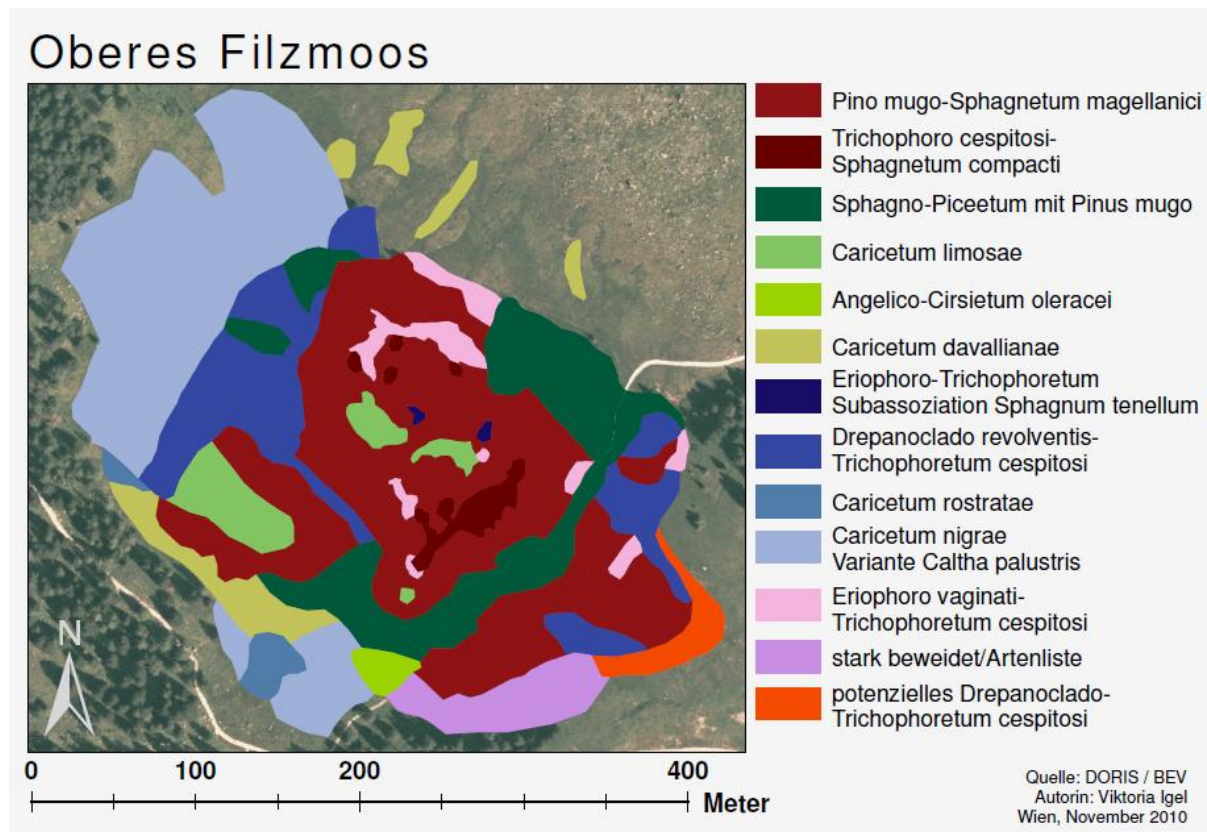 Oberes Filzmoos
Pino mugo-Sphagnetum magellanici
Trichophoro cespitosi-
Sphagnetum compacti
Sphagno-Piceetum mit Pinus mugo
Caricetum limosae
Angelico-Cirsietum oleracei
Caricetum davallianae
Eriophoro-Trichophoretum
Subassoziation Sphagnum tenellum
Drepanoclado revolventis-
Trichophoretum cespitosi
Caricetum rostratae
Caricetum nigrae
Variante Caltha palustris
Eriophoro vaginati-
Trichophoretum cespitosi
stark beweidet/Artenliste
potenzielles Drepanoclado-
Trichophoretum cespitosi
N
0 100 200 400
Meter
Quelle: DORIS / BEV
Autorin: Viktoria Igel
Wien, November 2010